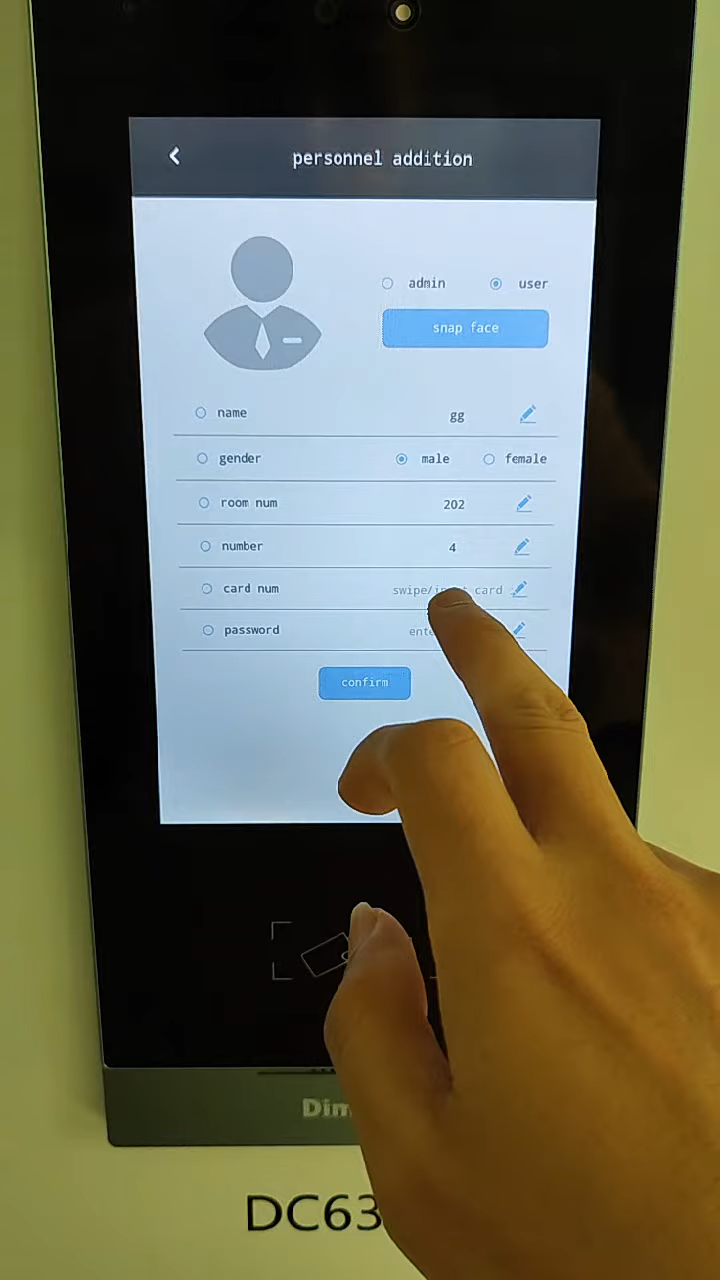 personnel addition
admin user
snap face
name gg
gender male female
room num 202
number 4
card num swipe/ card
password
confirm
DC63